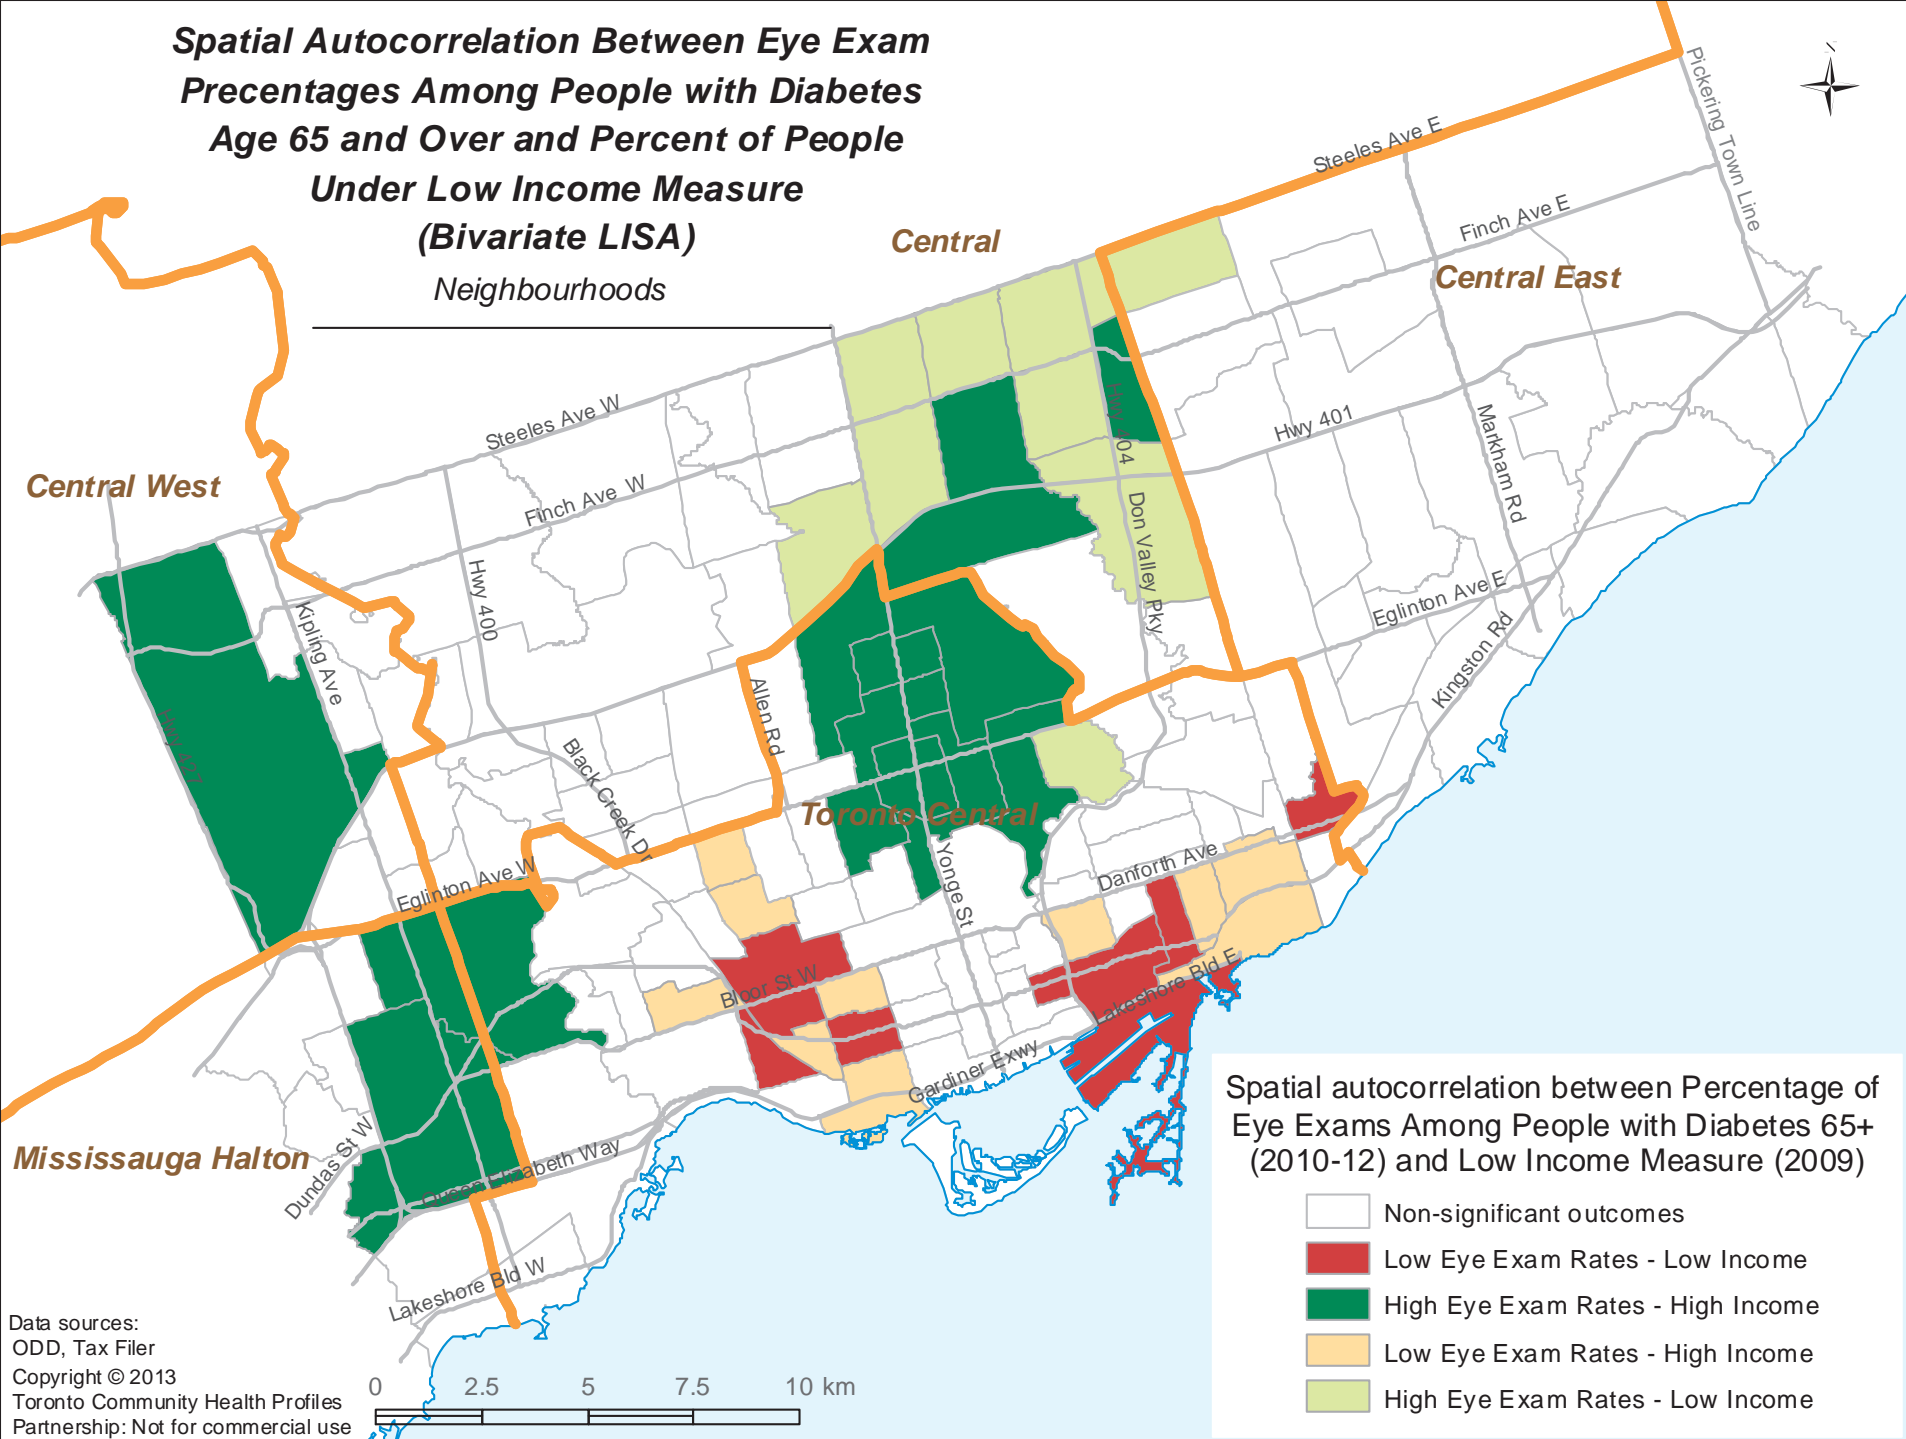 Spatial Autocorrelation Between Eye Exam
Precentages Among People with Diabetes
Age 65 and Over and Percent of People
Under Low Income Measure
(Bivariate LISA)
Neighbourhoods
N
Pickering Town Line
Steeles Ave E
Finch Ave E
Central
Central East
Steeles Ave W
Hwy 404
Hwy 401
Markham Rd
Central West
Finch Ave W
Don Valley Pky
Hwy 400
Kipling Ave
Eglinton Ave E
Kingston Rd
Hwy 427
Allen Rd
Black Creek Dr
Toronto Central
Yonge St
Danforth Ave
Eglinton Ave W
Bloor St W
Lakeshore Bld E
Gardiner Exwy
Mississauga Halton
Dundas St W
Queen Elizabeth Way
Lakeshore Bld W
Spatial autocorrelation between Percentage of
Eye Exams Among People with Diabetes 65+
(2010-12) and Low Income Measure (2009)
Non-significant outcomes
Low Eye Exam Rates - Low Income
High Eye Exam Rates - High Income
Low Eye Exam Rates - High Income
High Eye Exam Rates - Low Income
Data sources:
ODD, Tax Filer
Copyright © 2013
Toronto Community Health Profiles
Partnership: Not for commercial use
0 2.5 5 7.5 10 km